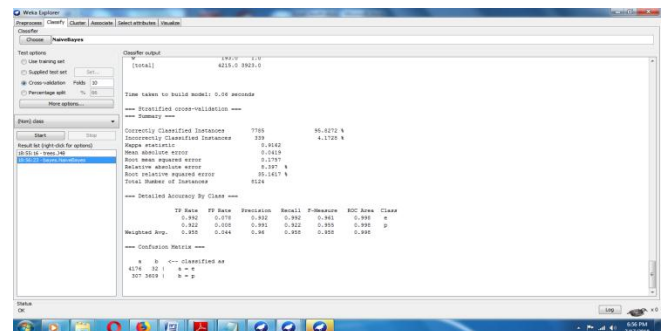 Weka Explorer
Preprocess Classify Cluster Associate Select attributes Visualize
Classifier
Choose NaiveBayes
Test options
Use training set
Supplied test set Set...
Cross-validation Folds 10
Percentage split % 66
More options...
(Nom) class
Start Stop
Result list (right-click for options)
18:55:16 - trees.J48
Classifier output
[total] 4215.0 3923.0
Time taken to build model: 0.08 seconds
=== Stratified cross-validation ===
=== Summary ===
Correctly Classified Instances 7785 95.8272 %
Incorrectly Classified Instances 339 4.1728 %
Kappa statistic 0.9162
Mean absolute error 0.0419
Root mean squared error 0.1757
Relative absolute error 8.397 %
Root relative squared error 35.1617 %
Total Number of Instances 8124
=== Detailed Accuracy By Class ===
TP Rate FP Rate Precision Recall F-Measure ROC Area Class
0.992 0.078 0.932 0.992 0.961 0.998 e
0.922 0.008 0.991 0.922 0.955 0.998 p
Weighted Avg. 0.958 0.044 0.96 0.958 0.958 0.998
=== Confusion Matrix ===
a b <-- classified as
4176 32 | a = e
307 3609 | b = p
Status
OK
Log x 0
6:56 PM